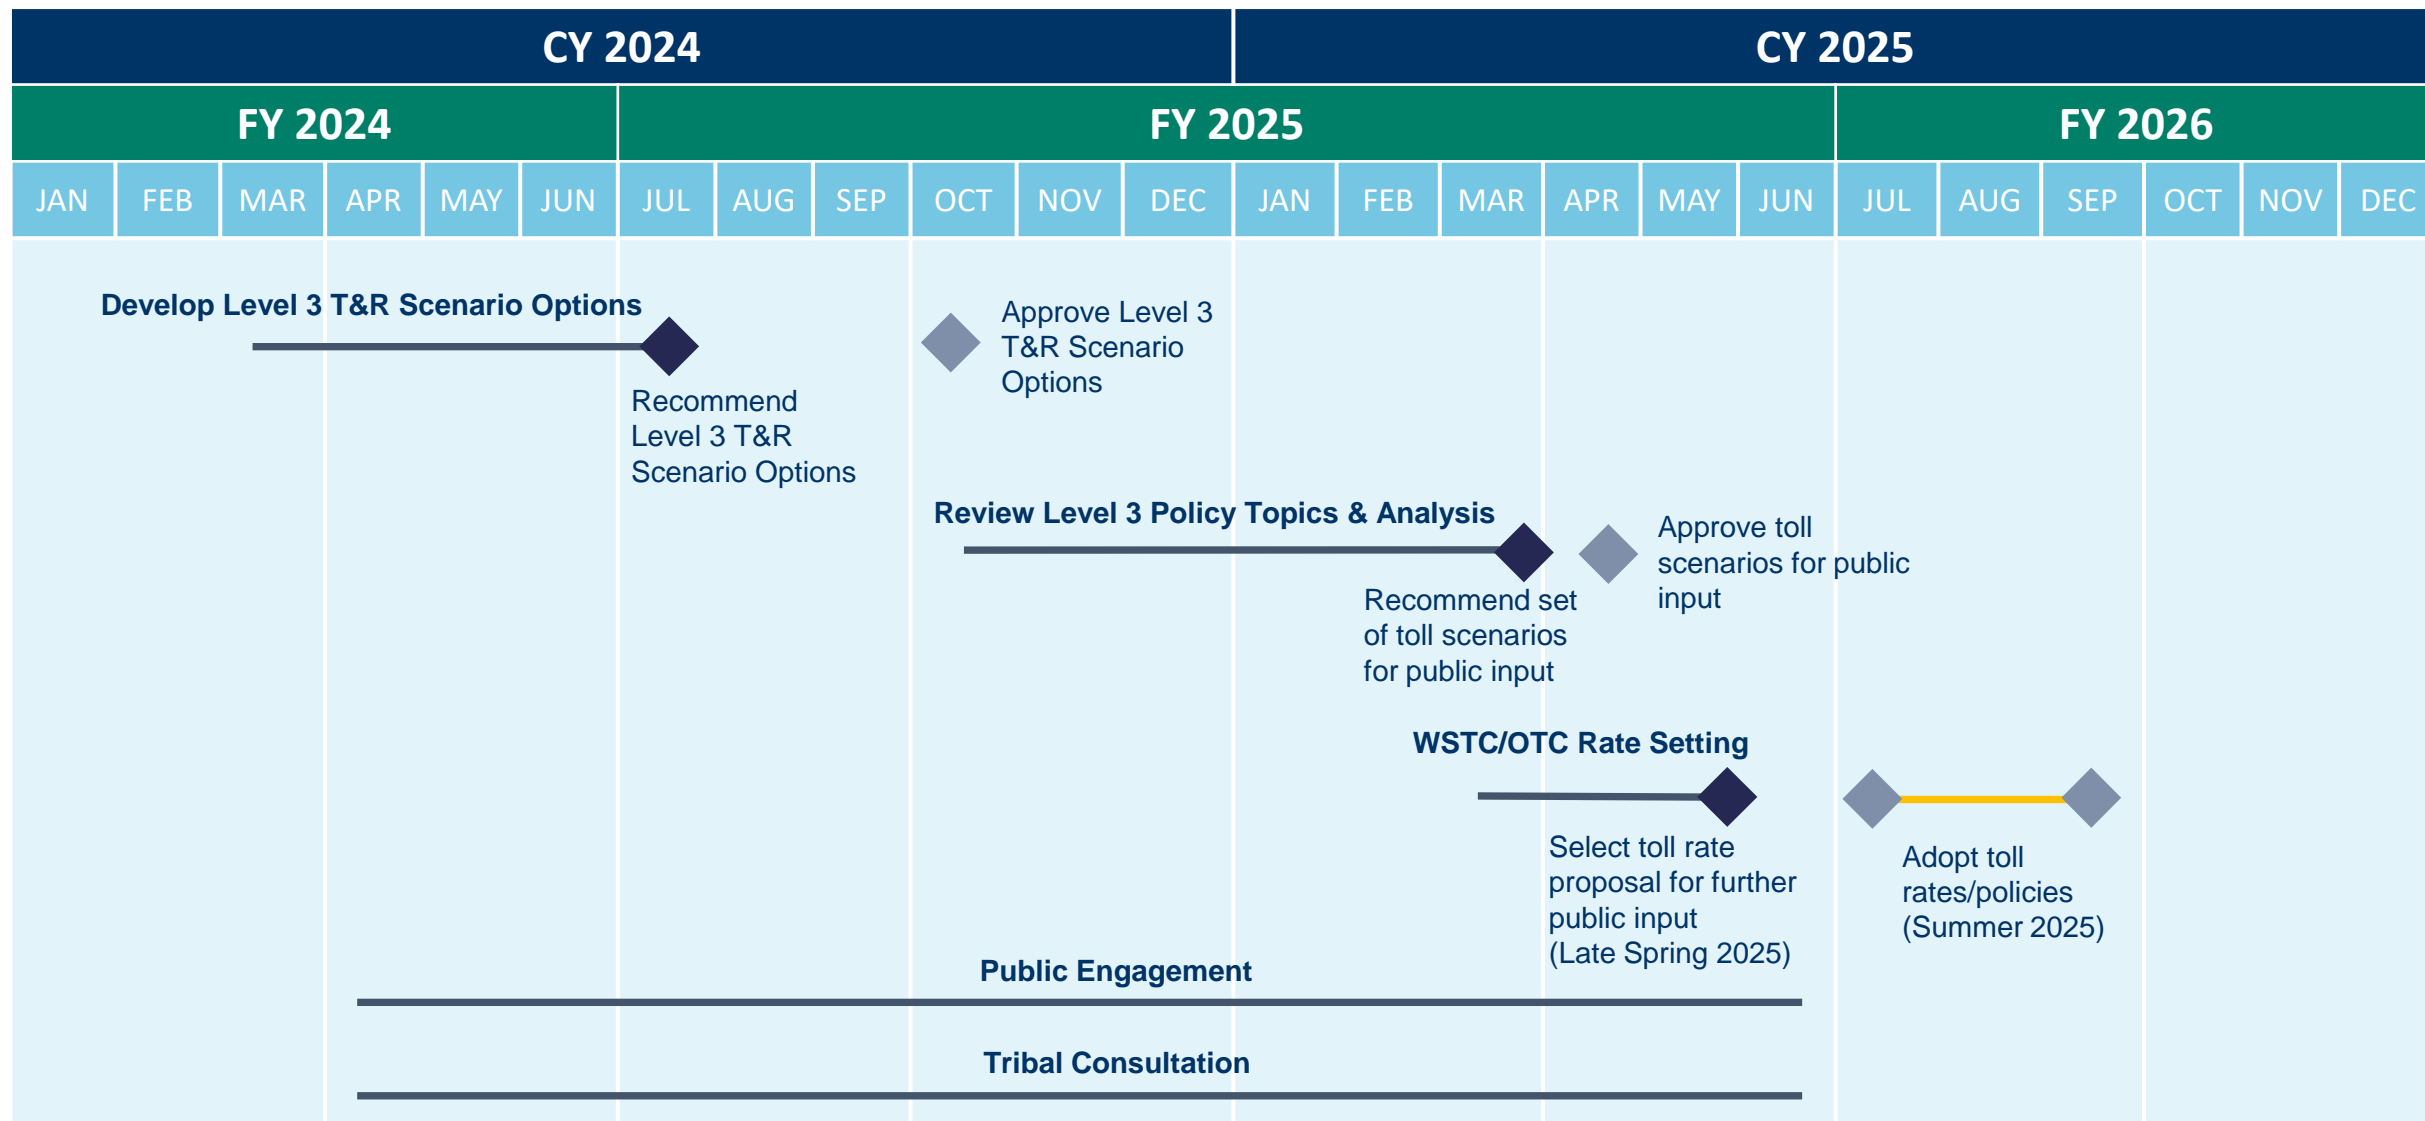 CY 2024
CY 2025
FY 2024
FY 2025
FY 2026
JAN
FEB
MAR
APR
MAY
JUN
JUL
AUG
SEP
OCT
NOV
DEC
JAN
FEB
MAR
APR
MAY
JUN
JUL
AUG
SEP
OCT
NOV
DEC
Develop Level 3 T&R Scenario Options
Recommend
Level 3 T&R
Scenario Options
Approve Level 3
T&R Scenario
Options
Review Level 3 Policy Topics & Analysis
Recommend set
of toll scenarios
for public input
Approve toll
scenarios for public
input
WSTC/OTC Rate Setting
Select toll rate
proposal for further
public input
(Late Spring 2025)
Adopt toll
rates/policies
(Summer 2025)
Public Engagement
Tribal Consultation